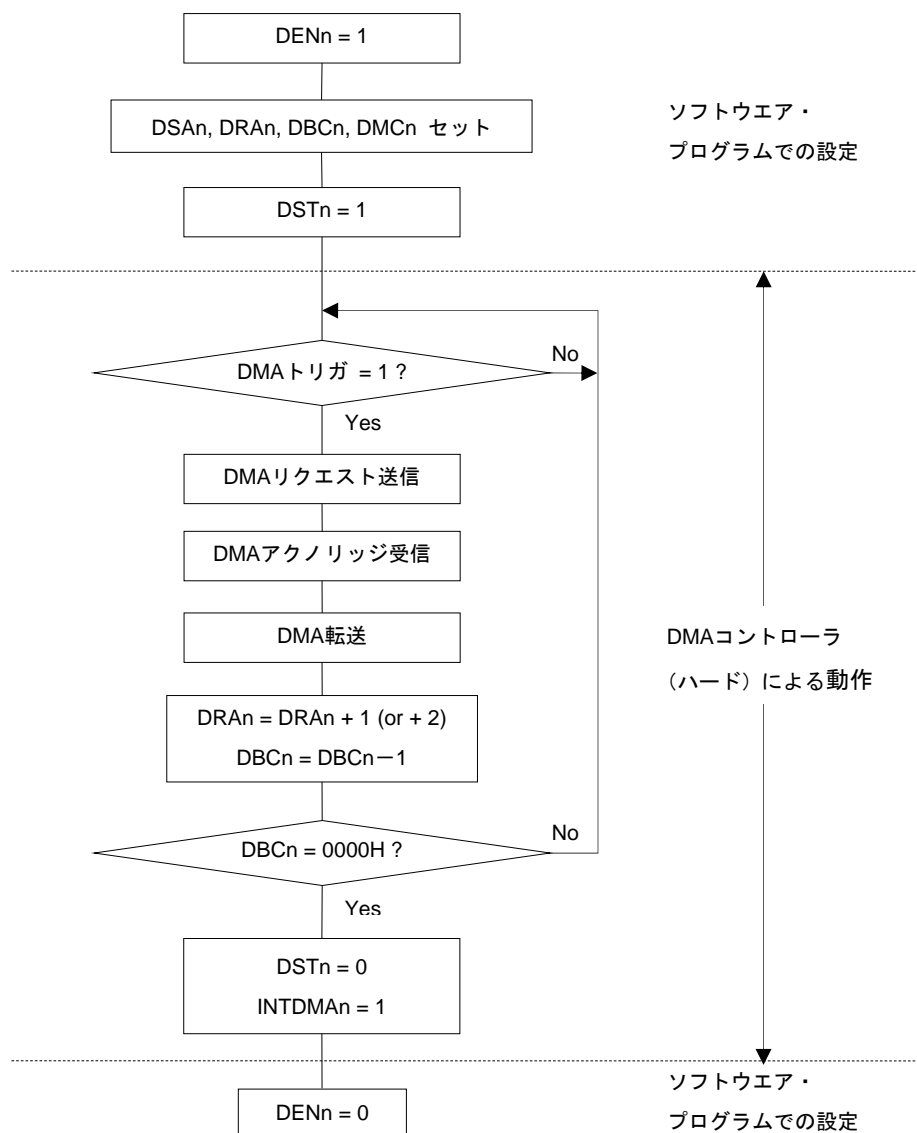 DENn = 1
DSAn, DRAn, DBCn, DMCn セット
ソフトウエア・
プログラムでの設定
DSTn = 1
DMAトリガ = 1 ?
No
Yes
DMAリクエスト送信
DMAアクノリッジ受信
DMA転送
DMAコントローラ
（ハード）による動作
DRAn = DRAn + 1 (or + 2)
DBCn = DBCn－1
DBCn = 0000H ?
No
Yes
DSTn = 0
INTDMAn = 1
DENn = 0
ソフトウエア・
プログラムでの設定